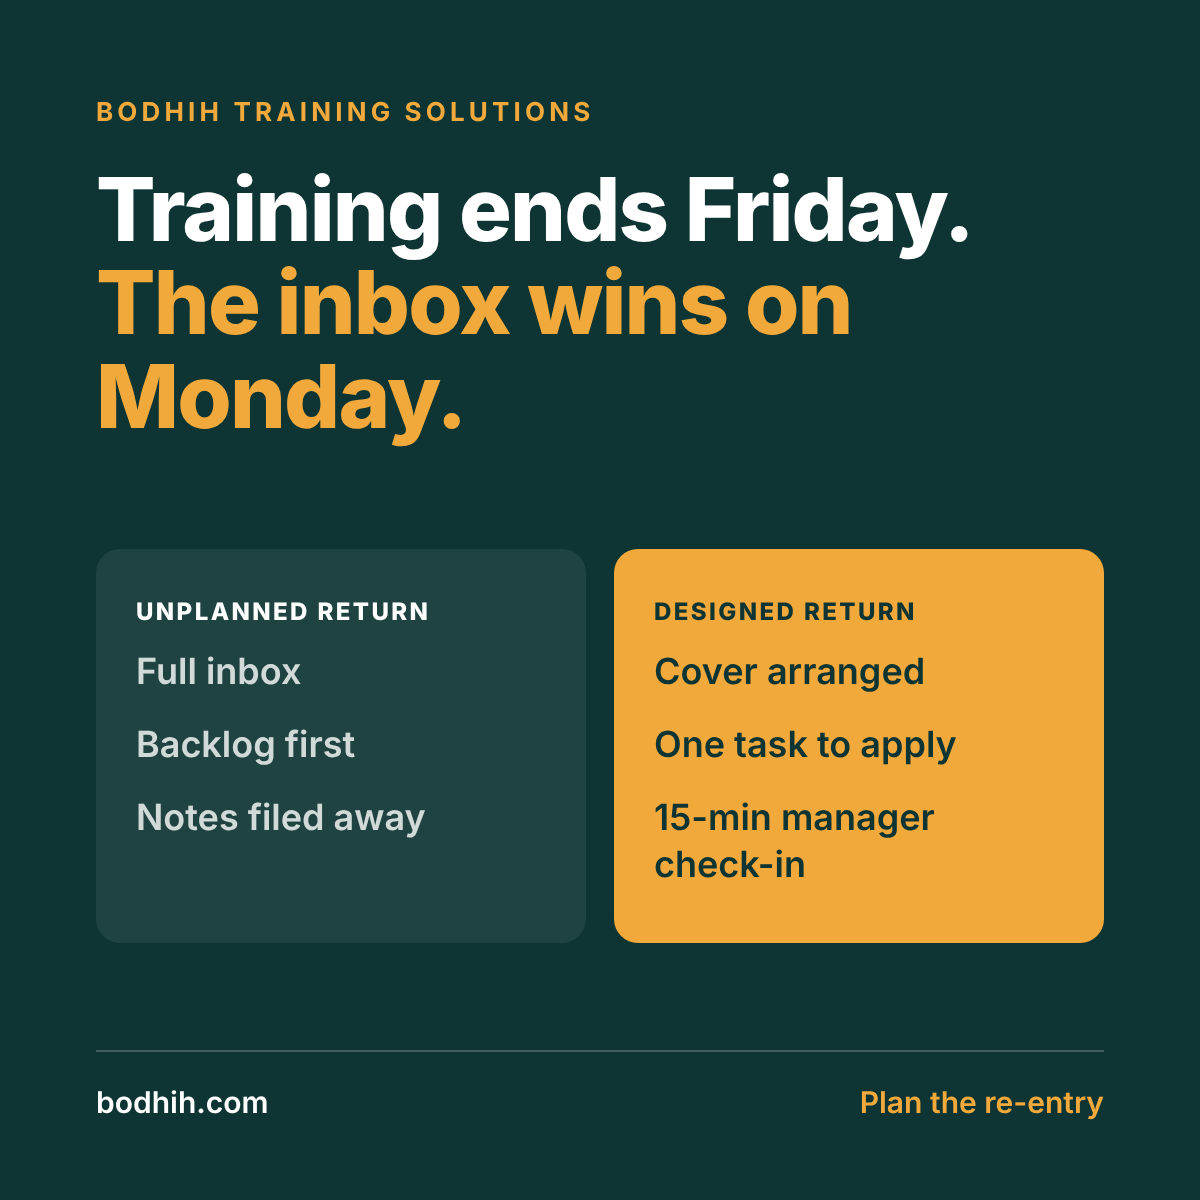 BODHIH TRAINING SOLUTIONS
Training ends Friday.
The inbox wins on
Monday.
UNPLANNED RETURN
Full inbox
Backlog first
Notes filed away
DESIGNED RETURN
Cover arranged
One task to apply
15-min manager
check-in
bodhih.com
Plan the re-entry